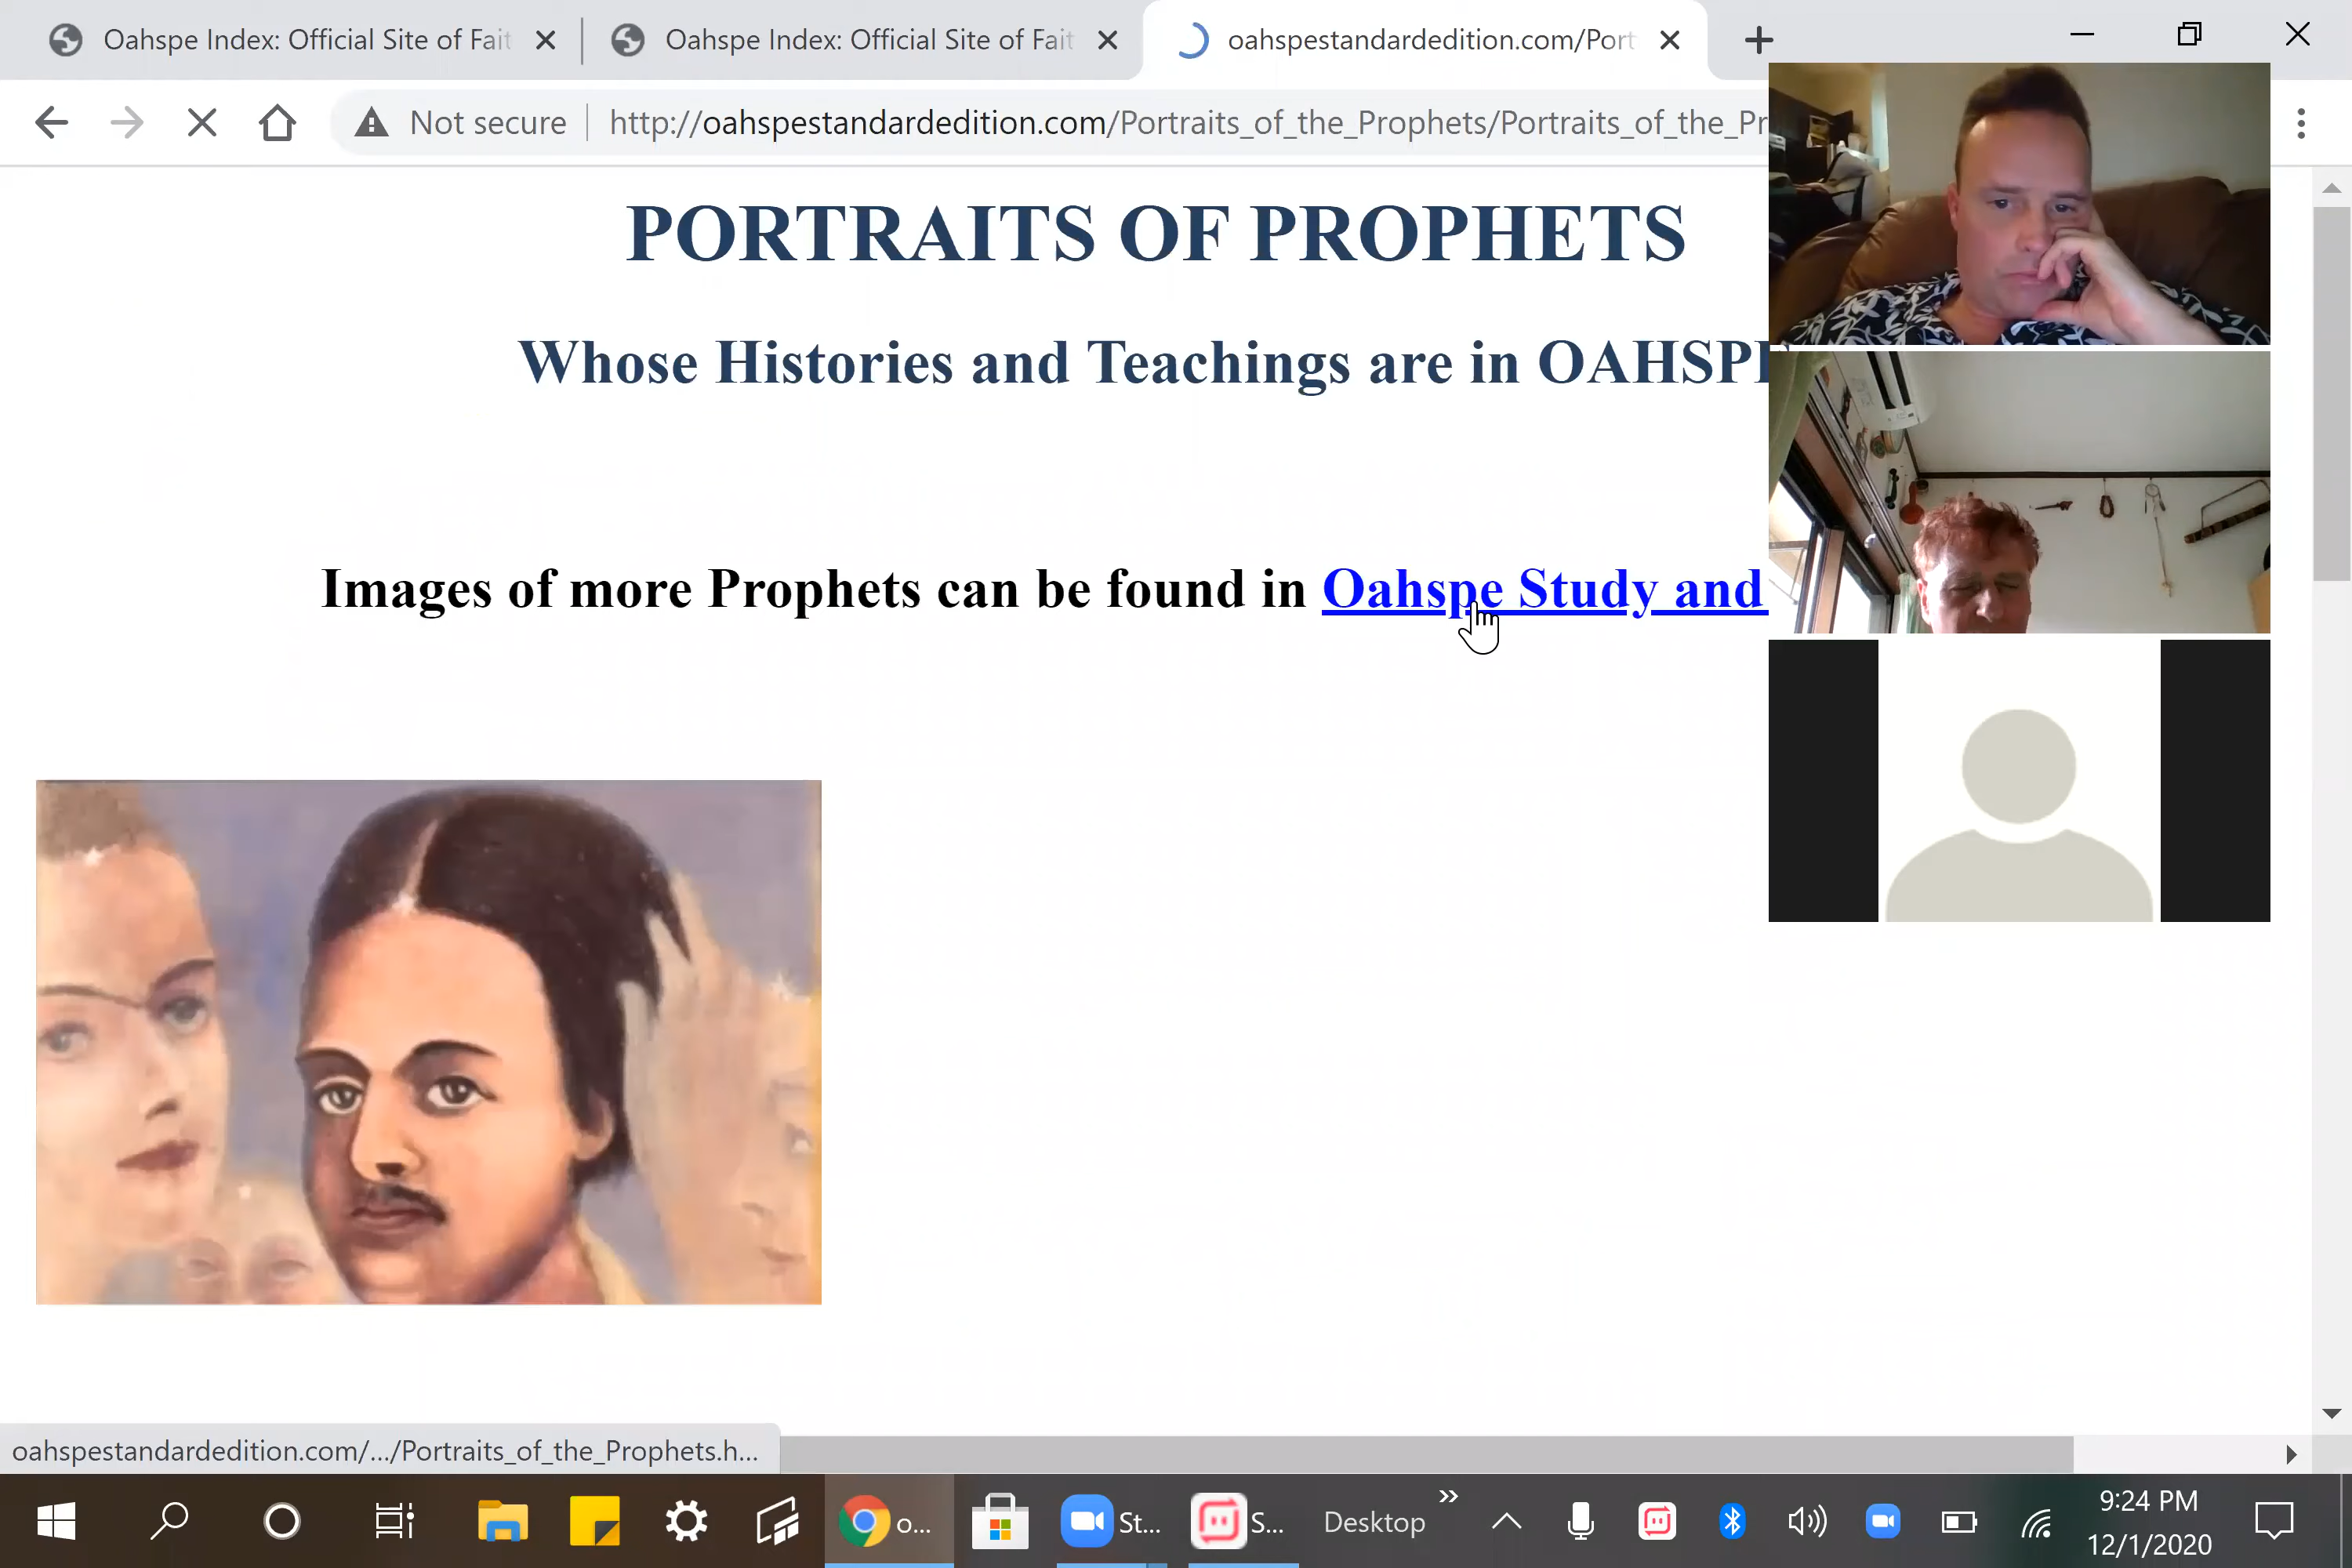 Oahspe Index: Official Site of Fait
Oahspe Index: Official Site of Fait
oahspestandardedition.com/Port
Not secure
http://oahspestandardedition.com/Portraits_of_the_Prophets/Portraits_of_the_Pr
PORTRAITS OF PROPHETS
Whose Histories and Teachings are in OAHSPE
Images of more Prophets can be found in Oahspe Study and
oahspestandardedition.com/.../Portraits_of_the_Prophets.h...
o...
St...
S...
Desktop
9:24 PM
12/1/2020